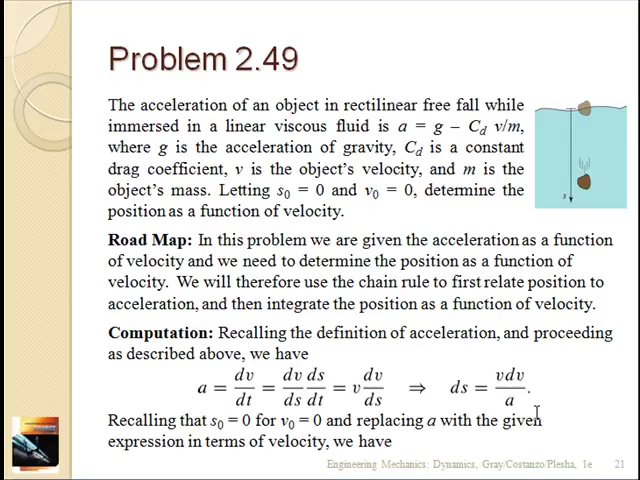 Problem 2.49
The acceleration of an object in rectilinear free fall while
immersed in a linear viscous fluid is a = g – C_d v/m,
where g is the acceleration of gravity, C_d is a constant
drag coefficient, v is the object's velocity, and m is the
object's mass. Letting s_0 = 0 and v_0 = 0, determine the
position as a function of velocity.
s
Road Map: In this problem we are given the acceleration as a function
of velocity and we need to determine the position as a function of
velocity. We will therefore use the chain rule to first relate position to
acceleration, and then integrate the position as a function of velocity.
Computation: Recalling the definition of acceleration, and proceeding
as described above, we have
a = dv/dt = dv/ds ds/dt = v dv/ds ⇒ ds = vdv/a.
Recalling that s_0 = 0 for v_0 = 0 and replacing a with the given
expression in terms of velocity, we have
Engineering Mechanics: Dynamics, Gray/Costanzo/Plesha, 1e 21